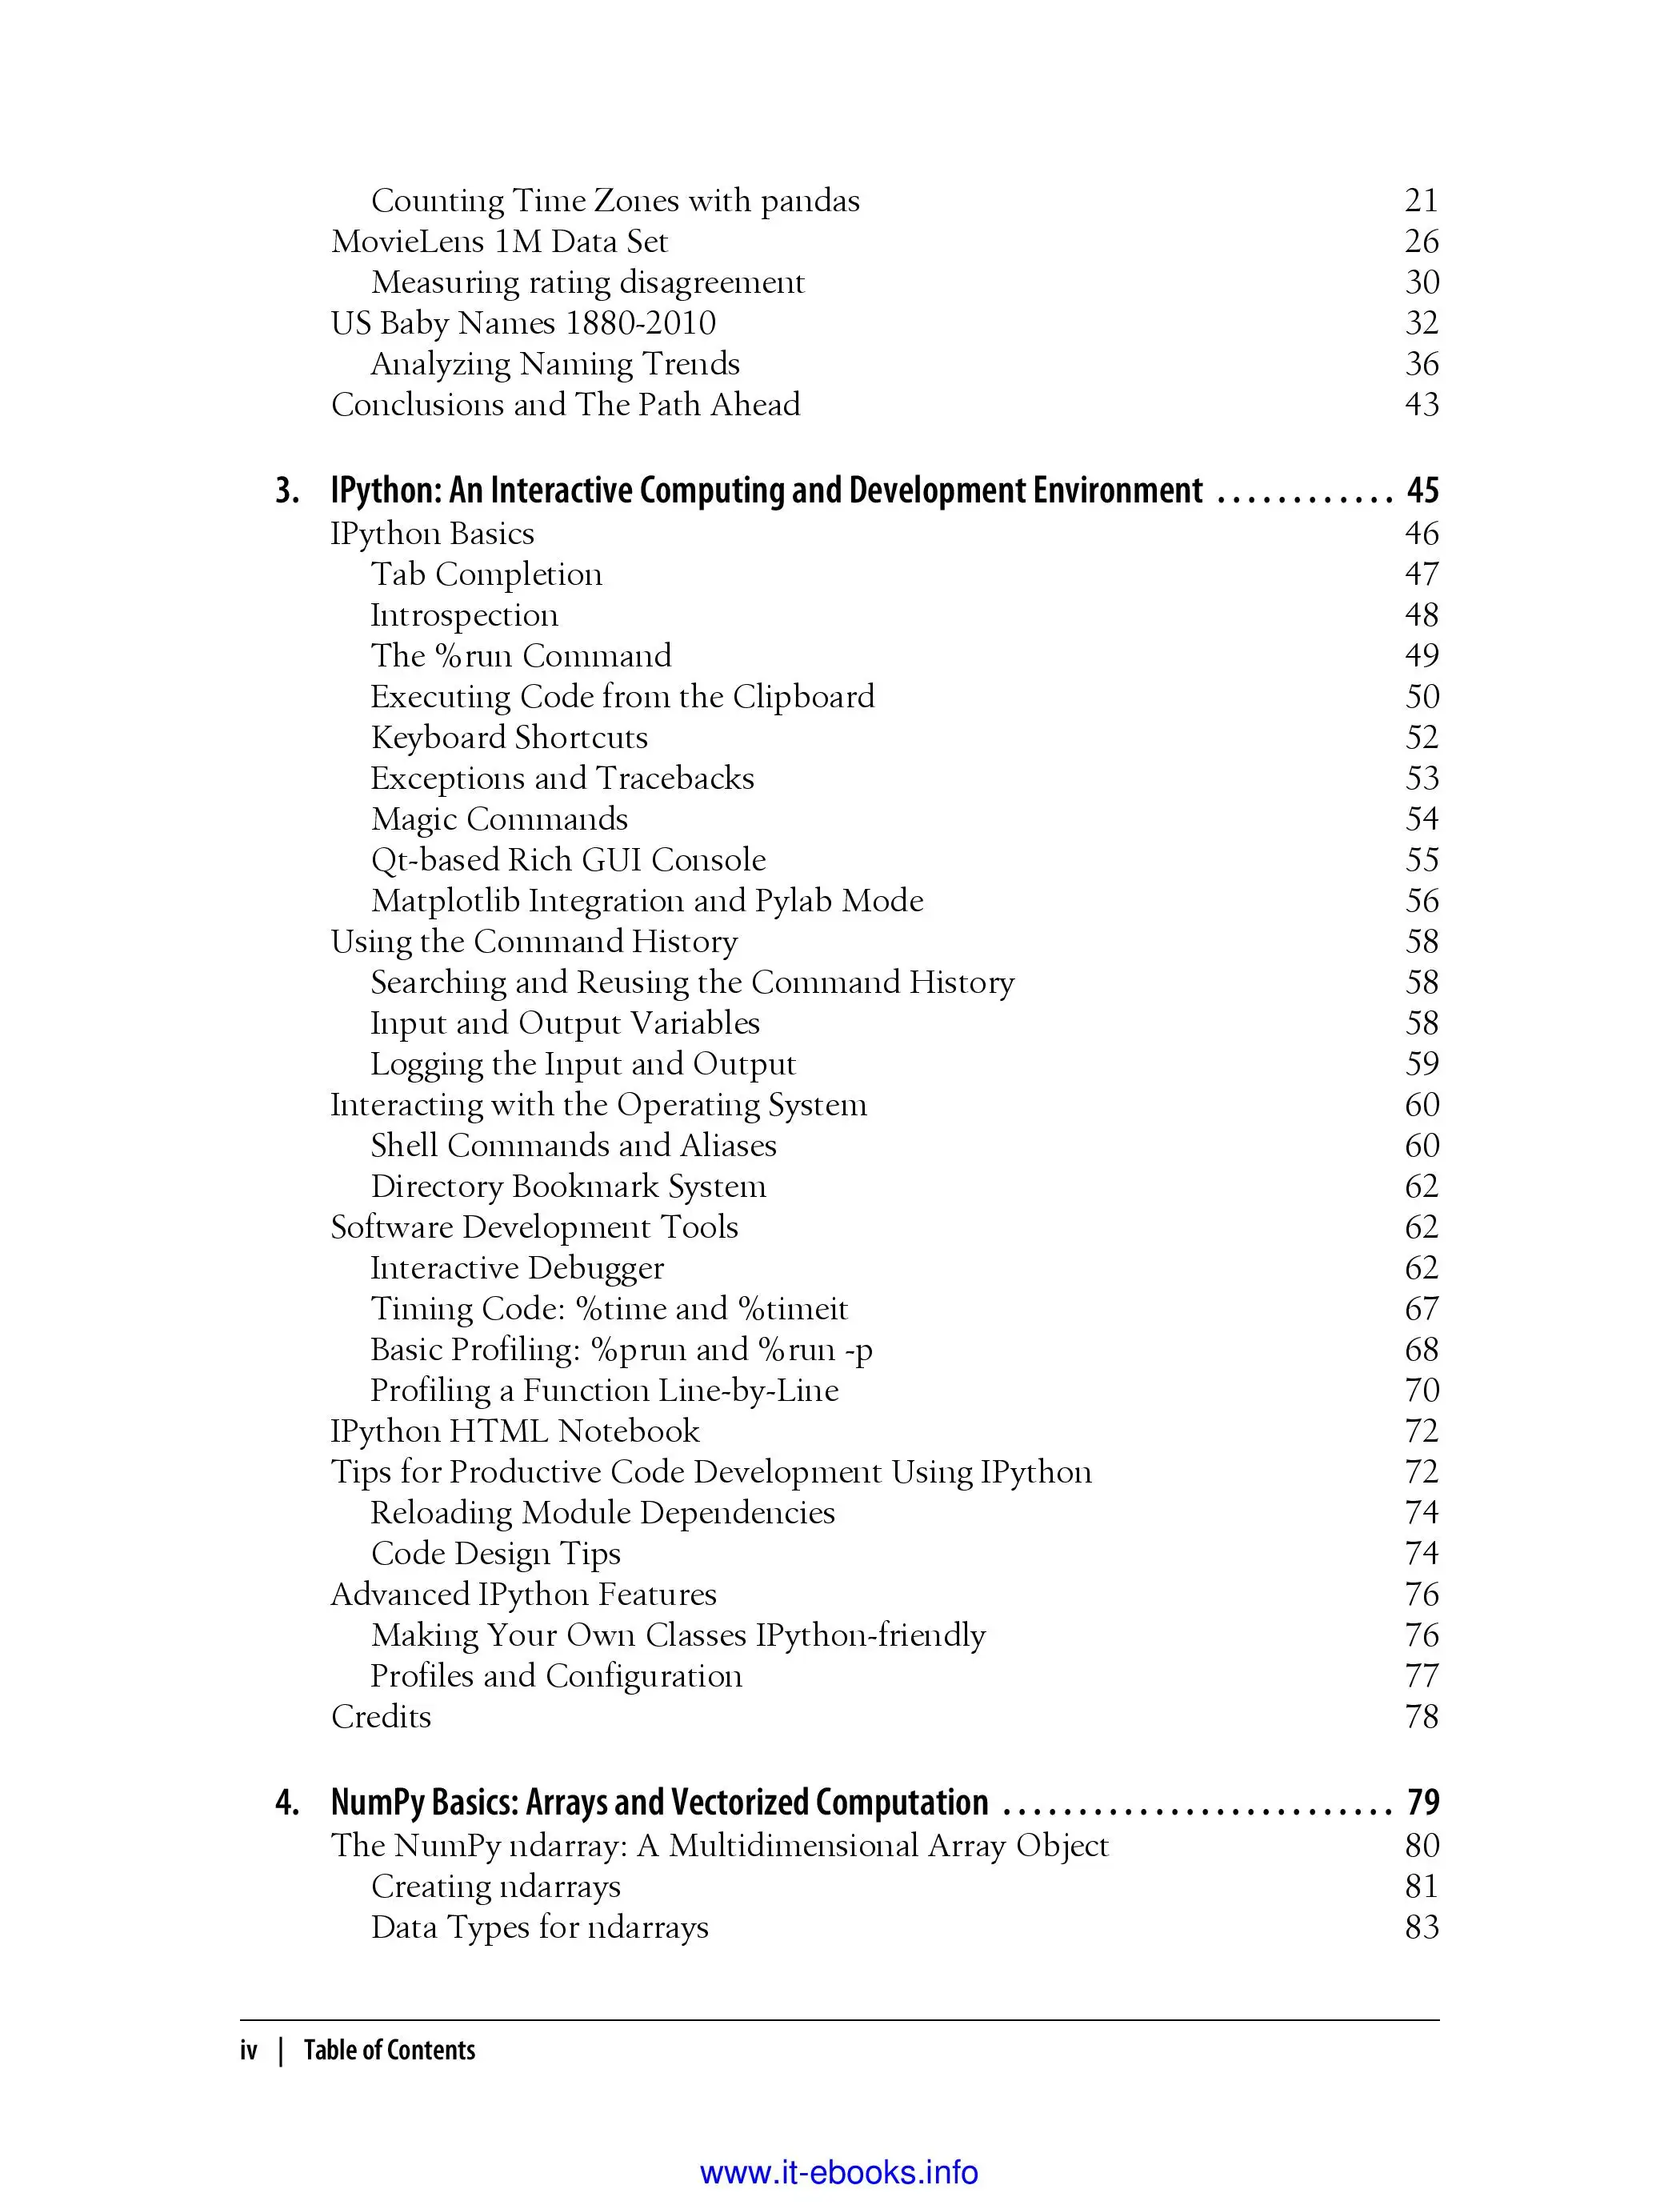 Counting Time Zones with pandas 21
MovieLens 1M Data Set 26
Measuring rating disagreement 30
US Baby Names 1880-2010 32
Analyzing Naming Trends 36
Conclusions and The Path Ahead 43
3. IPython: An Interactive Computing and Development Environment . . . . . . . . . . . . 45
IPython Basics 46
Tab Completion 47
Introspection 48
The %run Command 49
Executing Code from the Clipboard 50
Keyboard Shortcuts 52
Exceptions and Tracebacks 53
Magic Commands 54
Qt-based Rich GUI Console 55
Matplotlib Integration and Pylab Mode 56
Using the Command History 58
Searching and Reusing the Command History 58
Input and Output Variables 58
Logging the Input and Output 59
Interacting with the Operating System 60
Shell Commands and Aliases 60
Directory Bookmark System 62
Software Development Tools 62
Interactive Debugger 62
Timing Code: %time and %timeit 67
Basic Profiling: %prun and %run -p 68
Profiling a Function Line-by-Line 70
IPython HTML Notebook 72
Tips for Productive Code Development Using IPython 72
Reloading Module Dependencies 74
Code Design Tips 74
Advanced IPython Features 76
Making Your Own Classes IPython-friendly 76
Profiles and Configuration 77
Credits 78
4. NumPy Basics: Arrays and Vectorized Computation . . . . . . . . . . . . . . . . . . . . . . . . . . 79
The NumPy ndarray: A Multidimensional Array Object 80
Creating ndarrays 81
Data Types for ndarrays 83
iv | Table of Contents
www.it-ebooks.info